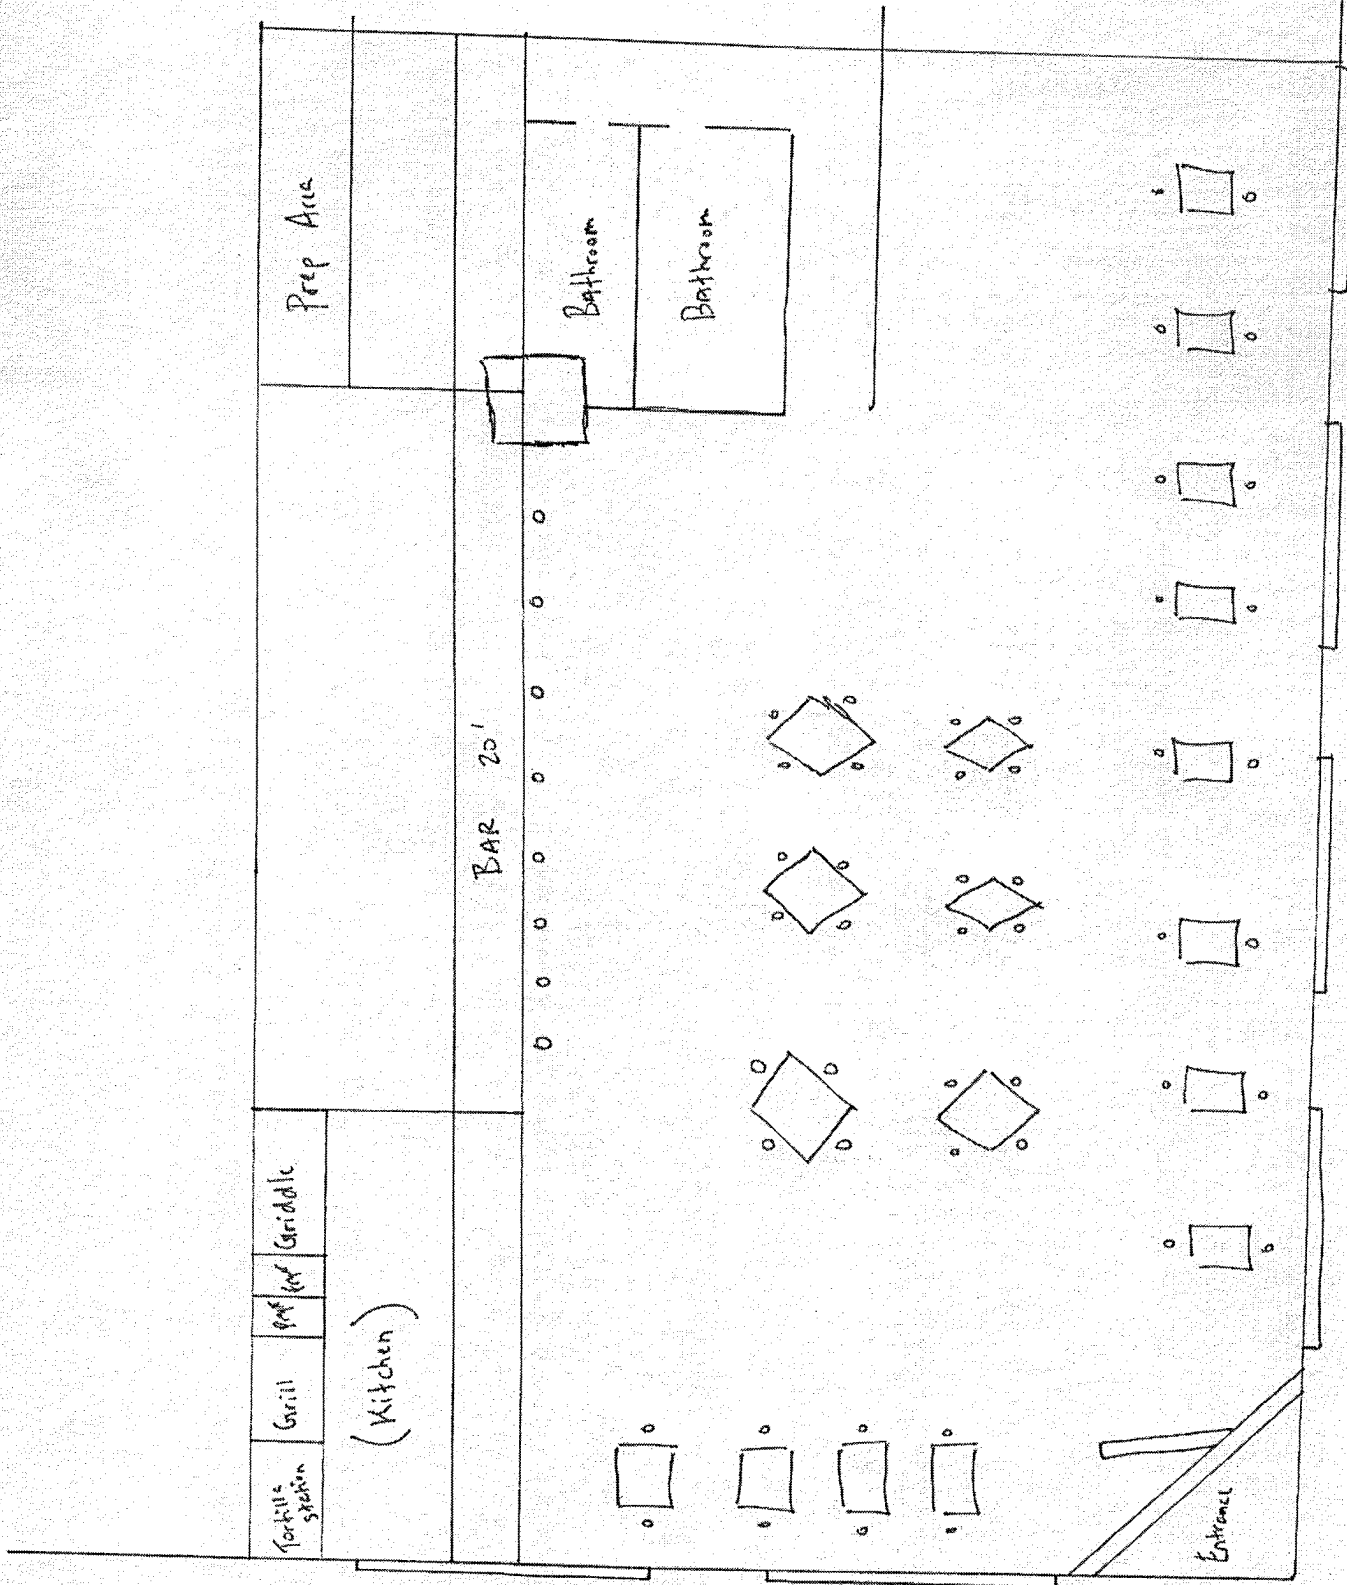 Prep Area
Bathroom
Bathroom
BAR 20'
Griddle
Grill
Tortilla
station
(Kitchen)
Entrance